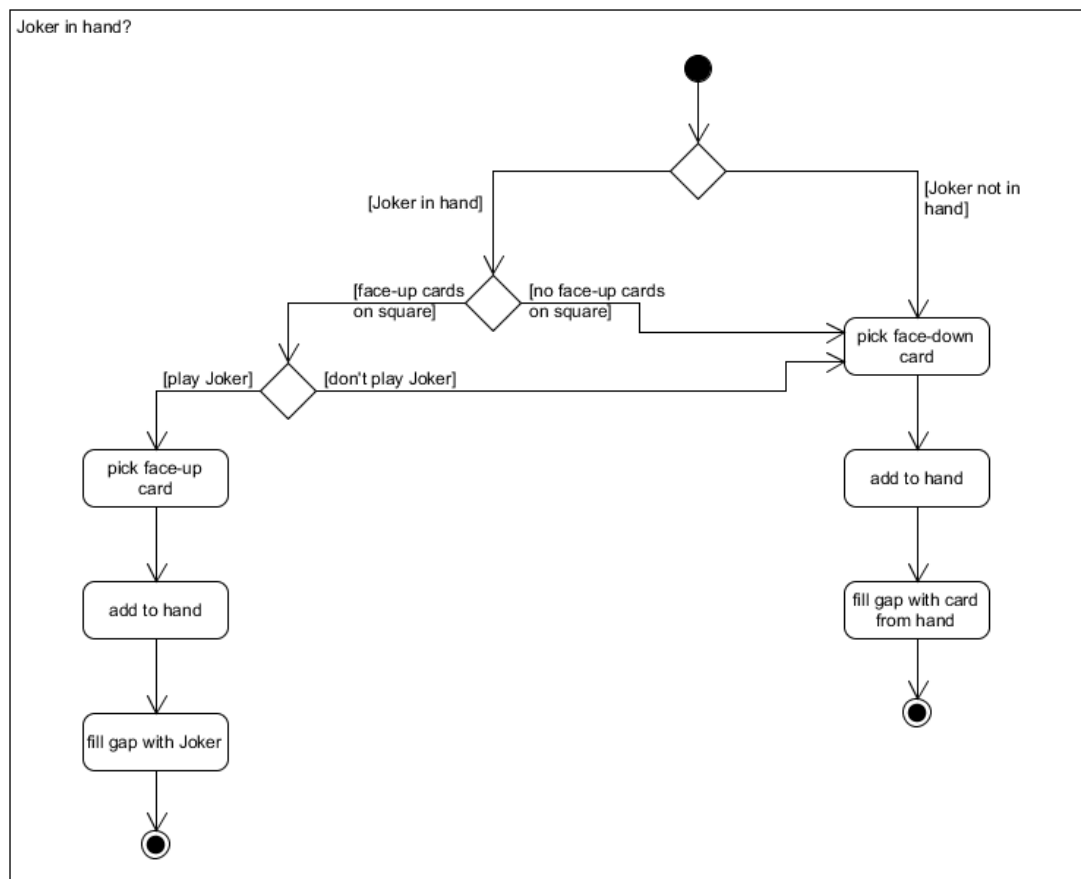 Joker in hand?
[Joker in hand]
[Joker not in
hand]
[face-up cards
on square]
[no face-up cards
on square]
pick face-down
card
[play Joker]
[don't play Joker]
pick face-up
card
add to hand
add to hand
fill gap with card
from hand
fill gap with Joker